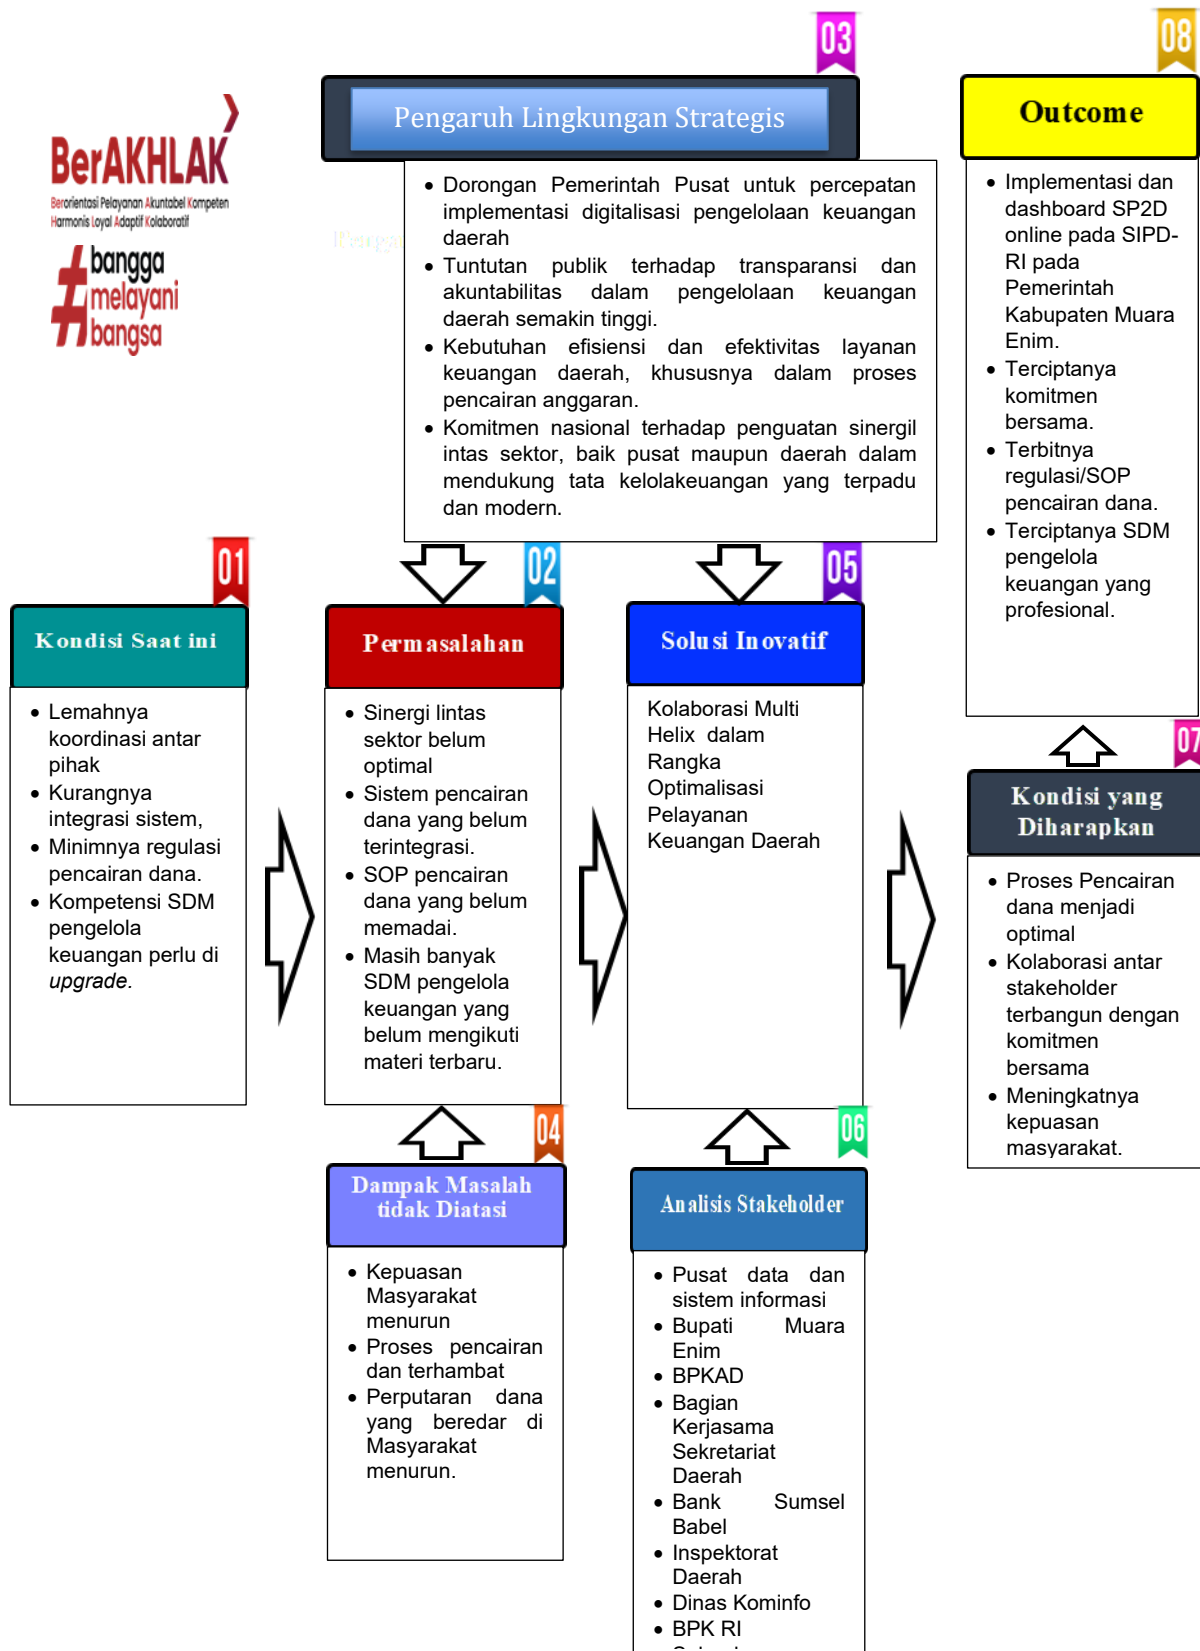 03
Pengaruh Lingkungan Strategis
• Dorongan Pemerintah Pusat untuk percepatan
implementasi digitalisasi pengelolaan keuangan
daerah
• Tuntutan publik terhadap transparansi dan
akuntabilitas dalam pengelolaan keuangan
daerah semakin tinggi.
• Kebutuhan efisiensi dan efektivitas layanan
keuangan daerah, khususnya dalam proses
pencairan anggaran.
• Komitmen nasional terhadap penguatan sinergil
intas sektor, baik pusat maupun daerah dalam
mendukung tata kelolakeuangan yang terpadu
dan modern.
08
Outcome
• Implementasi dan
dashboard SP2D
online pada SIPD-
RI pada
Pemerintah
Kabupaten Muara
Enim.
• Terciptanya
komitmen
bersama.
• Terbitnya
regulasi/SOP
pencairan dana.
• Terciptanya SDM
pengelola
keuangan yang
profesional.
BerAKHLAK
Berorientasi Pelayanan Akuntabel Kompeten
Harmonis Loyal Adaptif Kolaboratif
#bangga
melayani
bangsa
01
Kondisi Saat ini
• Lemahnya
koordinasi antar
pihak
• Kurangnya
integrasi sistem,
• Minimnya regulasi
pencairan dana.
• Kompetensi SDM
pengelola
keuangan perlu di
upgrade.
02
Permasalahan
• Sinergi lintas
sektor belum
optimal
• Sistem pencairan
dana yang belum
terintegrasi.
• SOP pencairan
dana yang belum
memadai.
• Masih banyak
SDM pengelola
keuangan yang
belum mengikuti
materi terbaru.
05
Solusi Inovatif
Kolaborasi Multi
Helix dalam
Rangka
Optimalisasi
Pelayanan
Keuangan Daerah
07
Kondisi yang
Diharapkan
• Proses Pencairan
dana menjadi
optimal
• Kolaborasi antar
stakeholder
terbangun dengan
komitmen
bersama
• Meningkatnya
kepuasan
masyarakat.
04
Dampak Masalah
tidak Diatasi
• Kepuasan
Masyarakat
menurun
• Proses pencairan
dan terhambat
• Perputaran dana
yang beredar di
Masyarakat
menurun.
06
Analisis Stakeholder
• Pusat data dan
sistem informasi
• Bupati Muara
Enim
• BPKAD
• Bagian
Kerjasama
Sekretariat
Daerah
• Bank Sumsel
Babel
• Inspektorat
Daerah
• Dinas Kominfo
• BPK RI